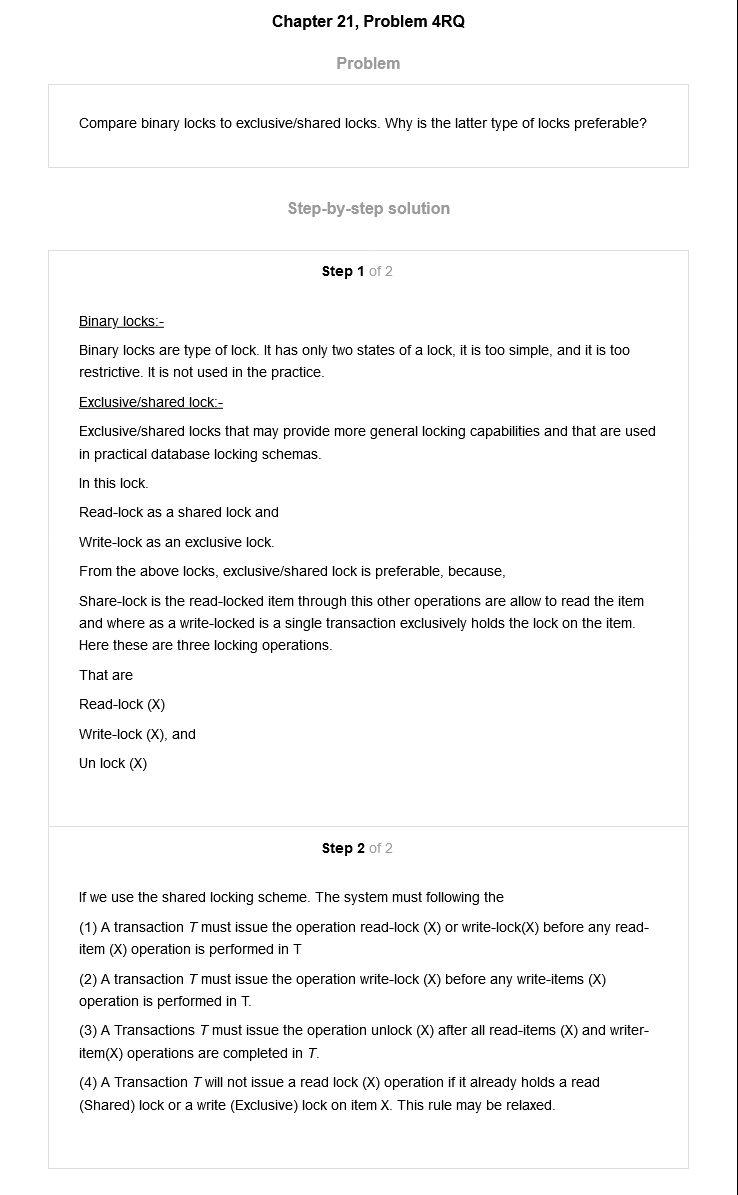 Chapter 21, Problem 4RQ
Problem
Compare binary locks to exclusive/shared locks. Why is the latter type of locks preferable?
Step-by-step solution
Step 1 of 2
Binary locks:-
Binary locks are type of lock. It has only two states of a lock, it is too simple, and it is too
restrictive. It is not used in the practice.
Exclusive/shared lock:-
Exclusive/shared locks that may provide more general locking capabilities and that are used
in practical database locking schemas.
In this lock.
Read-lock as a shared lock and
Write-lock as an exclusive lock.
From the above locks, exclusive/shared lock is preferable, because,
Share-lock is the read-locked item through this other operations are allow to read the item
and where as a write-locked is a single transaction exclusively holds the lock on the item.
Here these are three locking operations.
That are
Read-lock (X)
Write-lock (X), and
Un lock (X)
Step 2 of 2
If we use the shared locking scheme. The system must following the
(1) A transaction T must issue the operation read-lock (X) or write-lock(X) before any read-
item (X) operation is performed in T
(2) A transaction T must issue the operation write-lock (X) before any write-items (X)
operation is performed in T.
(3) A Transactions T must issue the operation unlock (X) after all read-items (X) and writer-
item(X) operations are completed in T.
(4) A Transaction T will not issue a read lock (X) operation if it already holds a read
(Shared) lock or a write (Exclusive) lock on item X. This rule may be relaxed.